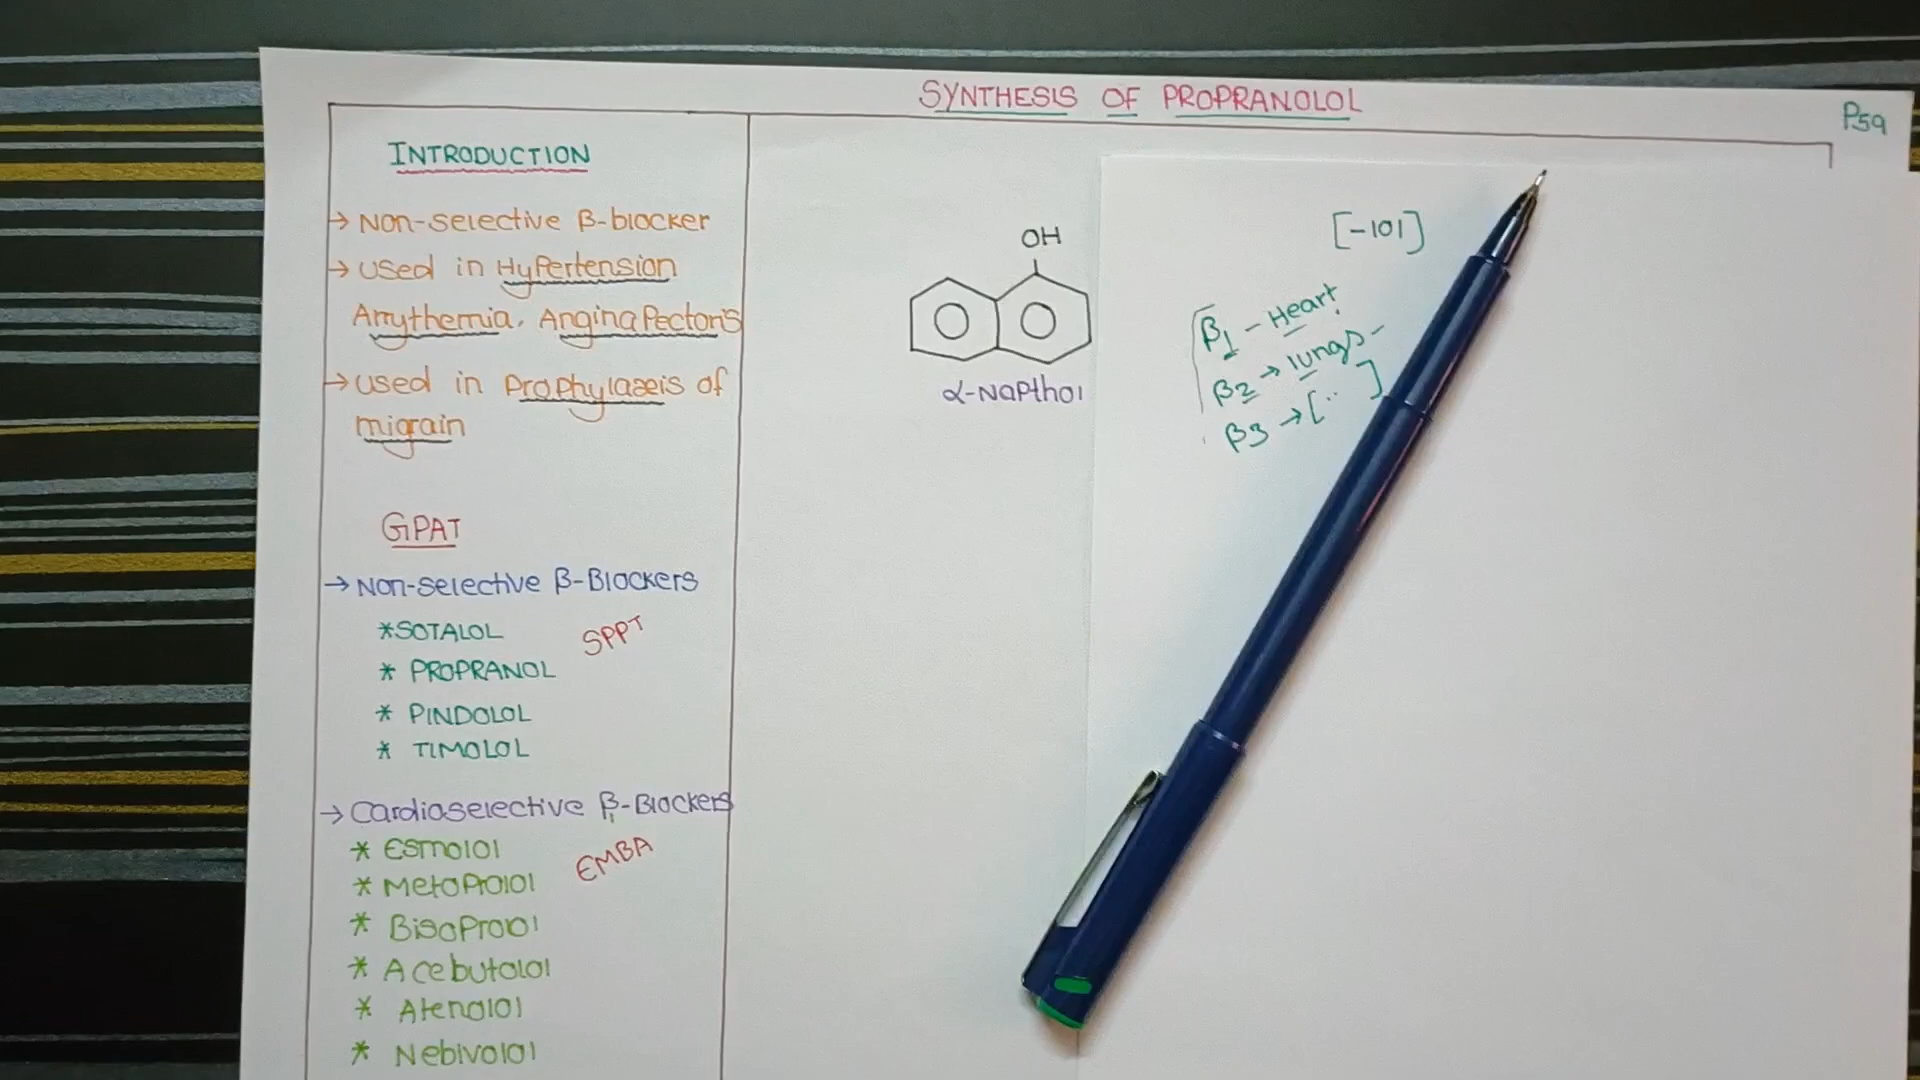 SYNTHESIS OF PROPRANOLOL
P59
INTRODUCTION
→ Non-selective β-blocker
→ used in Hypertension
Arrythemia, Angina Pectoris
→ used in Prophylaxeis of
migrain
GPAT
→ Non-selective β-Blockers
* SOTALOL
* PROPRANOL
* PINDOLOL
* TIMOLOL
SPPT
→ Cardioselective β1-Blockers
* Esmolol
* Metoprolol
* Bisoprolol
* Acebutolol
* Atenolol
* Nebivolol
EMBA
OH
α-Napthol
[-lol]
β1 - Heart
β2 → lungs -
β3 → [.. ]